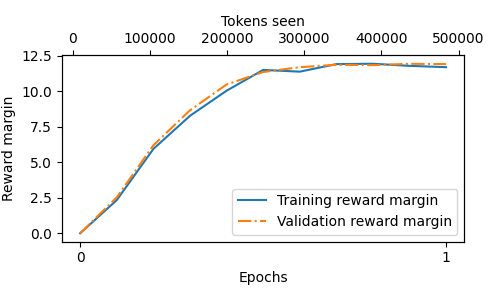 Tokens seen
0 100000 200000 300000 400000 500000
12.5
10.0
7.5
5.0
2.5
0.0
Reward margin
Training reward margin
Validation reward margin
0 1
Epochs